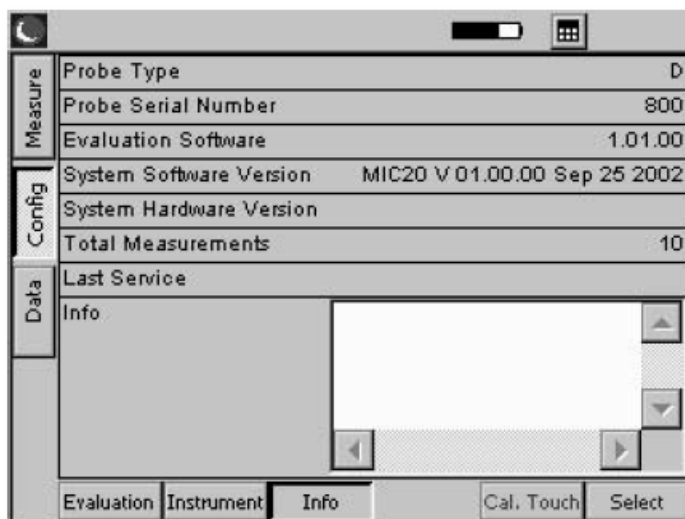 Measure
Config
Data
Probe Type D
Probe Serial Number 800
Evaluation Software 1.01.00
System Software Version MIC20 V 01.00.00 Sep 25 2002
System Hardware Version
Total Measurements 10
Last Service
Info
Evaluation Instrument Info Cal. Touch Select